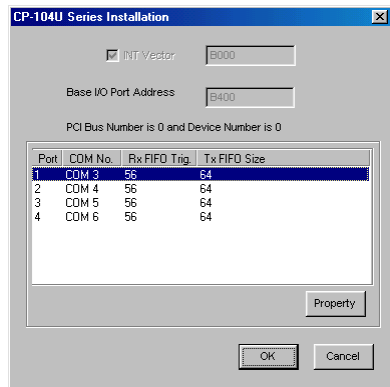 CP-104U Series Installation
INT Vector B000
Base I/O Port Address B400
PCI Bus Number is 0 and Device Number is 0
Port COM No. Rx FIFO Trig. Tx FIFO Size
1 COM 3 56 64
2 COM 4 56 64
3 COM 5 56 64
4 COM 6 56 64
Property
OK Cancel